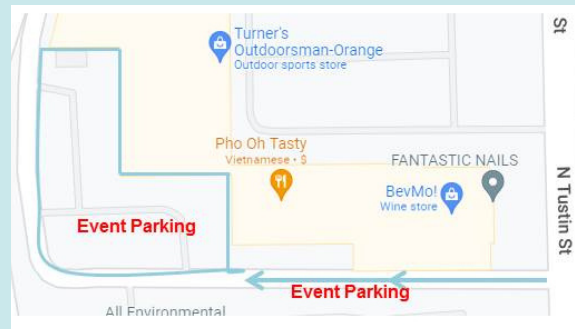 Turner's
Outdoorsman-Orange
Outdoor sports store
St
Pho Oh Tasty
Vietnamese • $
FANTASTIC NAILS
BevMo!
Wine store
N Tustin St
Event Parking
Event Parking
All Environmental